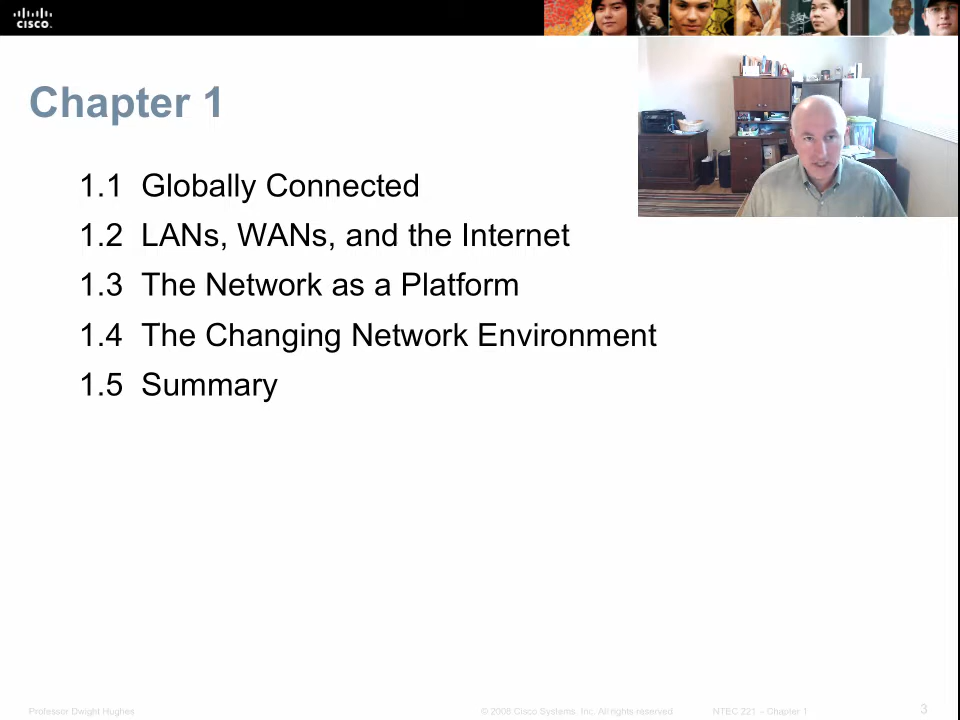 CISCO
Chapter 1
1.1 Globally Connected
1.2 LANs, WANs, and the Internet
1.3 The Network as a Platform
1.4 The Changing Network Environment
1.5 Summary
Professor Dwight Hughes
© 2008 Cisco Systems, Inc. All rights reserved.
NTEC 221 - Chapter 1
3